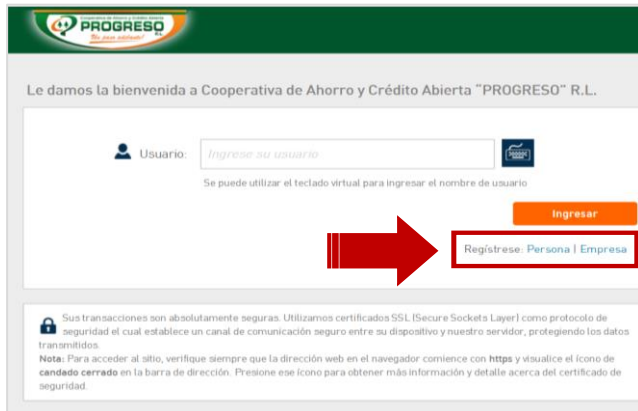 Cooperativa de Ahorro y Crédito Abierta
PROGRESO
R.L.
Le damos la bienvenida a Cooperativa de Ahorro y Crédito Abierta "PROGRESO" R.L.
Usuario: Ingrese su usuario
Se puede utilizar el teclado virtual para ingresar el nombre de usuario
Ingresar
Regístrese: Persona | Empresa
Sus transacciones son absolutamente seguras. Utilizamos certificados SSL (Secure Sockets Layer) como protocolo de
seguridad el cual establece un canal de comunicación seguro entre su dispositivo y nuestro servidor, protegiendo los datos
transmitidos.
Nota: Para acceder al sitio, verifique siempre que la dirección web en el navegador comience con https y visualice el ícono de
candado cerrado en la barra de dirección. Presione ese ícono para obtener más información y detalle acerca del certificado de
seguridad.